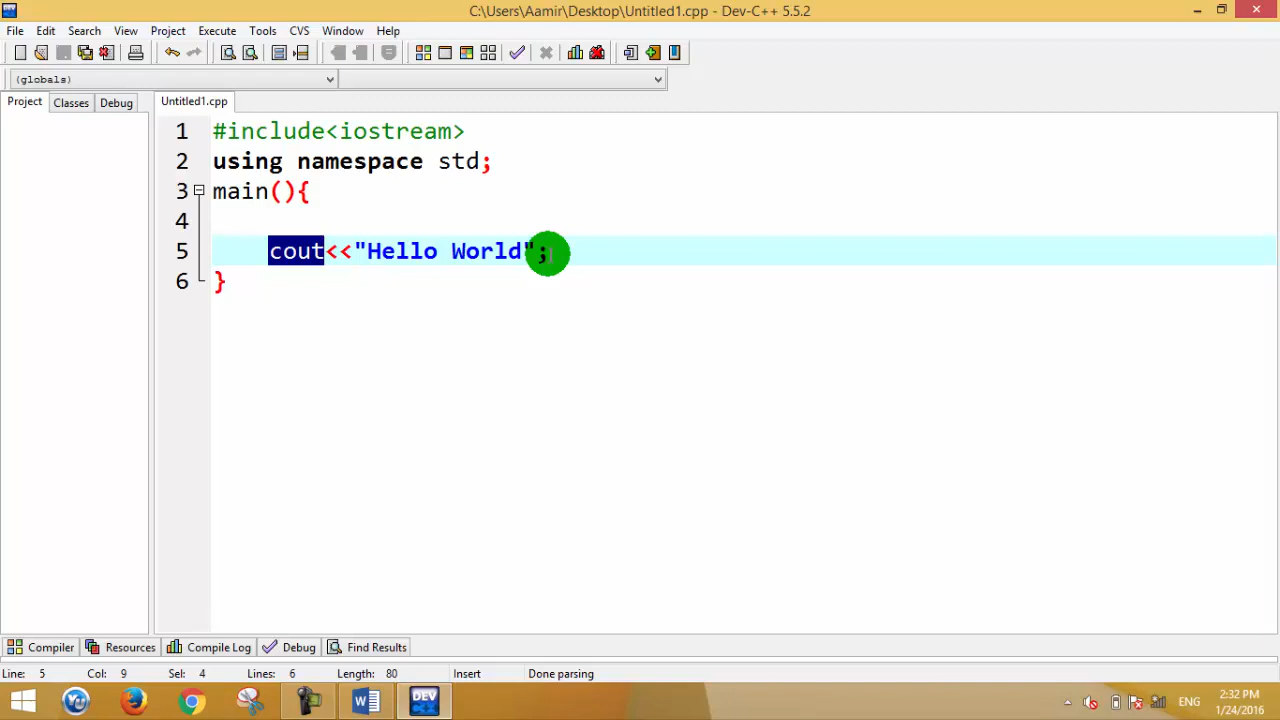 C:\Users\Aamir\Desktop\Untitled1.cpp - Dev-C++ 5.5.2
File Edit Search View Project Execute Tools CVS Window Help
(globals)
Project Classes Debug Untitled1.cpp
1 #include<iostream>
2 using namespace std;
3 main(){
4
5 cout<<"Hello World";
6 }
Compiler Resources Compile Log Debug Find Results
Line: 5 Col: 9 Sel: 4 Lines: 6 Length: 80 Insert Done parsing
DEV C++
ENG 2:32 PM
1/24/2016